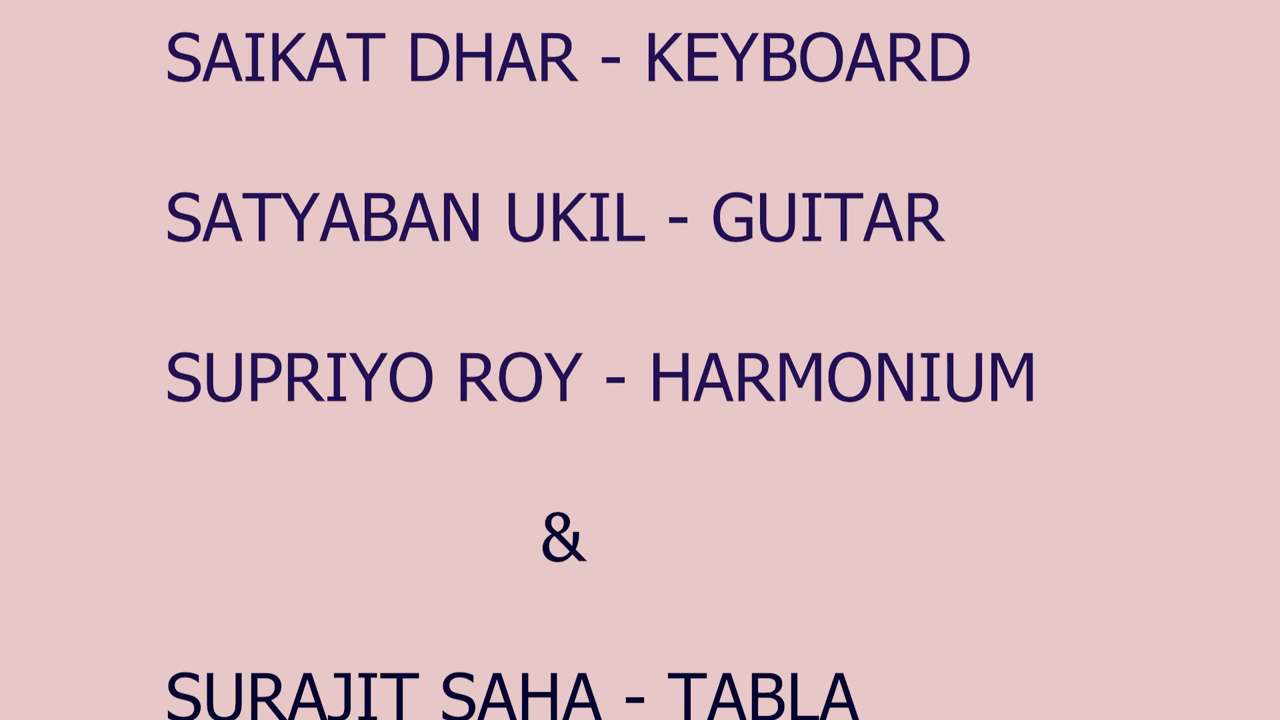 SAIKAT DHAR - KEYBOARD
SATYABAN UKIL - GUITAR
SUPRIYO ROY - HARMONIUM
&
SURAJIT SAHA - TABLA